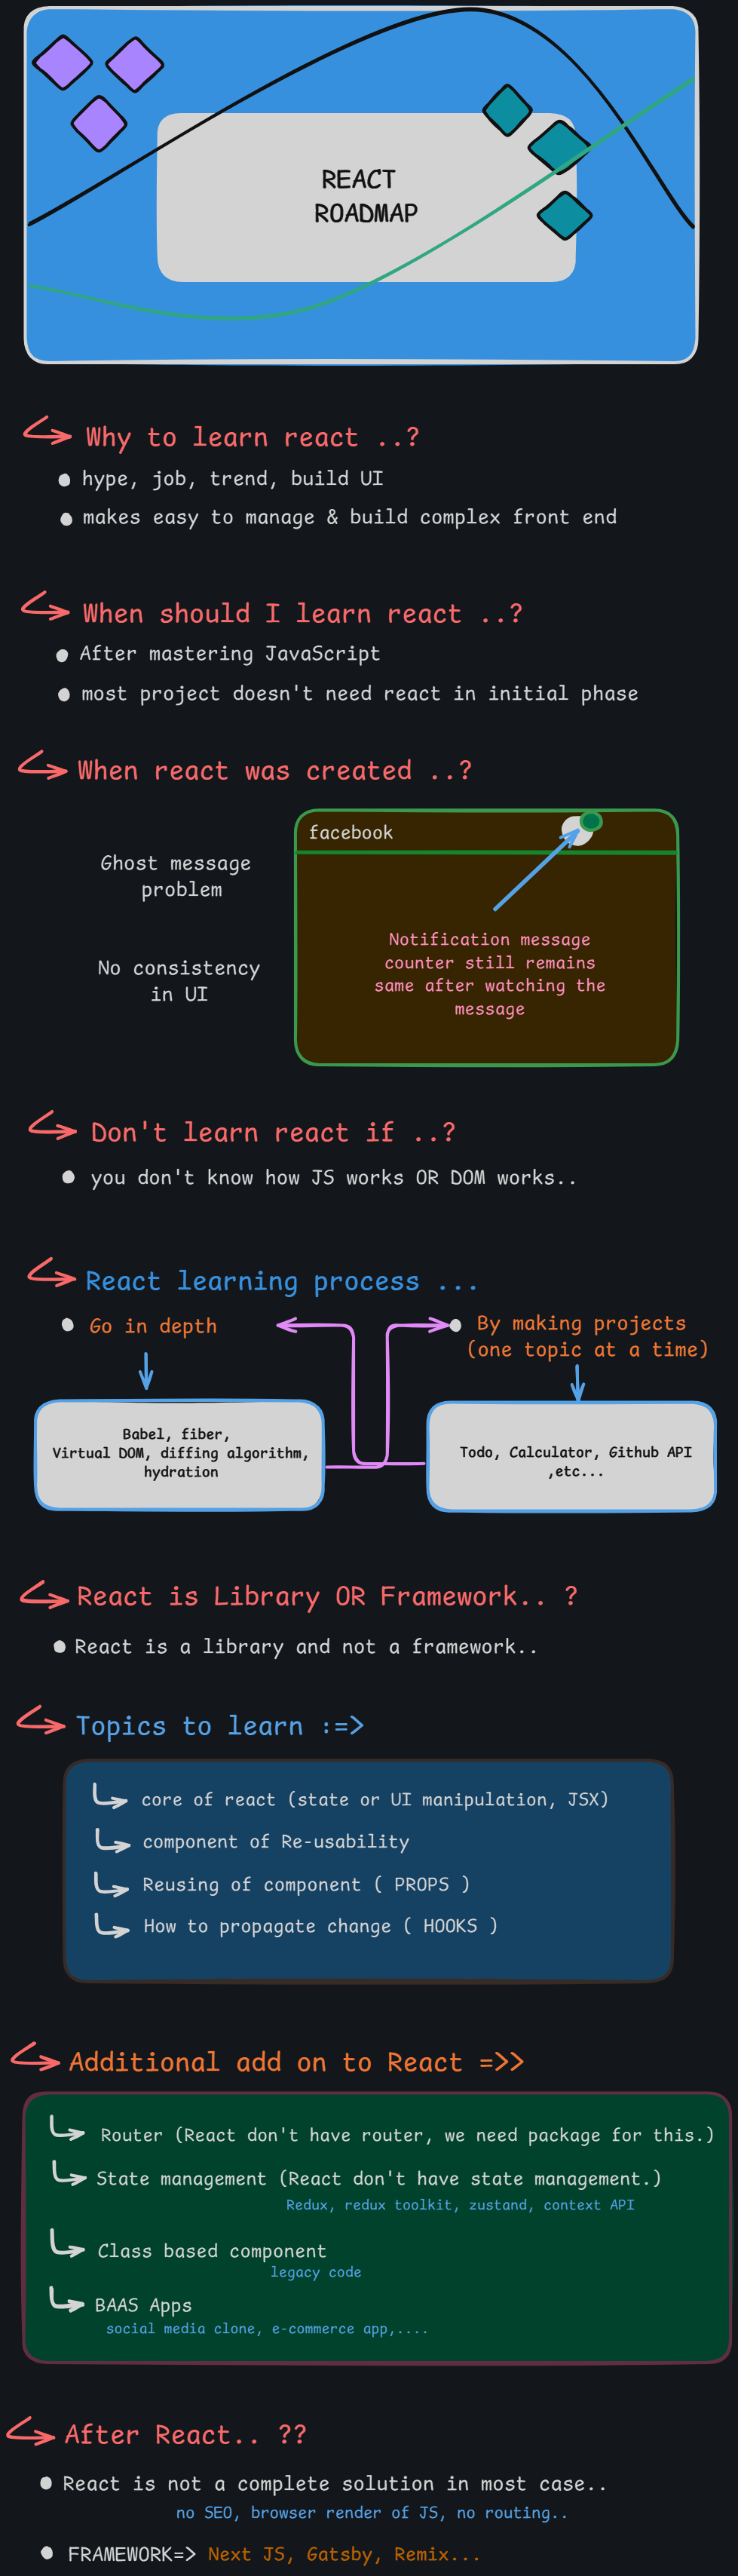 REACT
ROADMAP
Why to learn react ..?
hype, job, trend, build UI
makes easy to manage & build complex front end
When should I learn react ..?
After mastering JavaScript
most project doesn't need react in initial phase
When react was created ..?
Ghost message
problem
No consistency
in UI
facebook
Notification message
counter still remains
same after watching the
message
Don't learn react if ..?
you don't know how JS works OR DOM works..
React learning process ...
Go in depth
Babel, fiber,
Virtual DOM, diffing algorithm,
hydration
By making projects
(one topic at a time)
Todo, Calculator, Github API
,etc...
React is Library OR Framework.. ?
React is a library and not a framework..
Topics to learn :=>
core of react (state or UI manipulation, JSX)
component of Re-usability
Reusing of component ( PROPS )
How to propagate change ( HOOKS )
Additional add on to React =>>
Router (React don't have router, we need package for this.)
State management (React don't have state management.)
Redux, redux toolkit, zustand, context API
Class based component
legacy code
BAAS Apps
social media clone, e-commerce app,....
After React.. ??
React is not a complete solution in most case..
no SEO, browser render of JS, no routing..
FRAMEWORK=> Next JS, Gatsby, Remix...